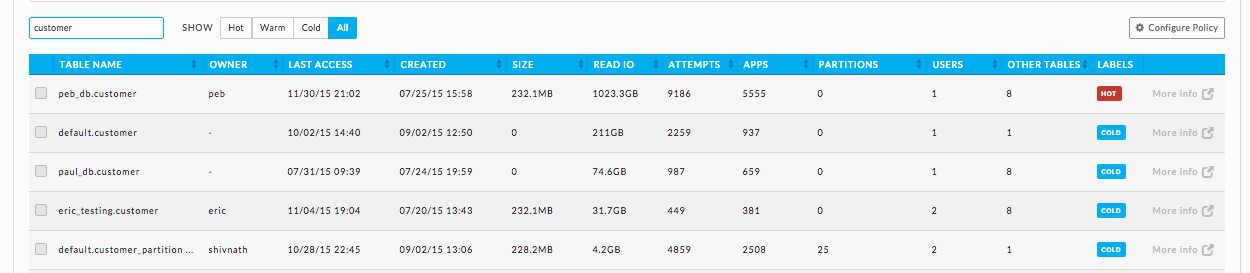 customer SHOW Hot Warm Cold All Configure Policy
TABLE NAME OWNER LAST ACCESS CREATED SIZE READ IO ATTEMPTS APPS PARTITIONS USERS OTHER TABLES LABELS
peb_db.customer peb 11/30/15 21:02 07/25/15 15:58 232.1MB 1023.3GB 9186 5555 0 1 8 HOT More info
default.customer - 10/02/15 14:40 09/02/15 12:50 0 211GB 2259 937 0 1 1 COLD More info
paul_db.customer - 07/31/15 09:39 07/24/15 19:59 0 74.6GB 987 659 0 1 8 COLD More info
eric_testing.customer eric 11/04/15 19:04 07/20/15 13:43 232.1MB 31.7GB 449 381 0 2 8 COLD More info
default.customer_partition ... shivnath 10/28/15 22:45 09/02/15 13:06 228.2MB 4.2GB 4859 2508 25 2 1 COLD More info